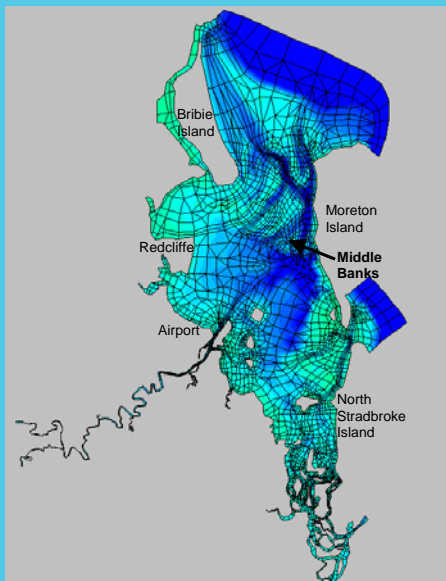 Bribie
Island
Moreton
Island
Redcliffe
Middle
Banks
Airport
North
Stradbroke
Island